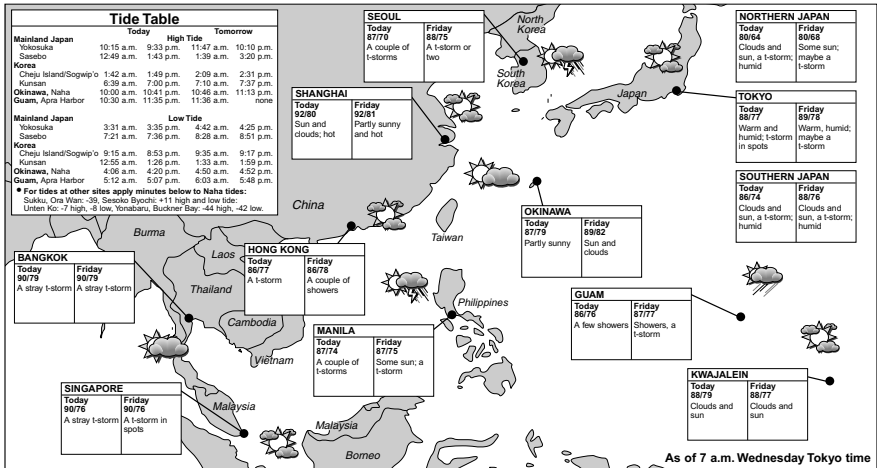 Tide Table
Today Tomorrow
Mainland Japan High Tide
Yokosuka 10:15 a.m. 9:33 p.m. 11:47 a.m. 10:10 p.m.
Sasebo 12:49 a.m. 1:43 p.m. 1:39 a.m. 3:20 p.m.
Korea
Cheju Island/Sogwip'o 1:42 a.m. 1:49 p.m. 2:09 a.m. 2:31 p.m.
Kunsan 6:39 a.m. 7:00 p.m. 7:10 a.m. 7:37 p.m.
Okinawa, Naha 10:00 a.m. 10:41 p.m. 10:46 a.m. 11:13 p.m.
Guam, Apra Harbor 10:30 a.m. 11:35 p.m. 11:36 a.m. none
Mainland Japan Low Tide
Yokosuka 3:31 a.m. 3:35 p.m. 4:42 a.m. 4:25 p.m.
Sasebo 7:21 a.m. 7:36 p.m. 8:28 a.m. 8:51 p.m.
Korea
Cheju Island/Sogwip'o 9:15 a.m. 8:53 p.m. 9:35 a.m. 9:17 p.m.
Kunsan 12:55 a.m. 1:26 p.m. 1:33 a.m. 1:59 p.m.
Okinawa, Naha 4:06 a.m. 4:20 p.m. 4:50 a.m. 4:52 p.m.
Guam, Apra Harbor 5:12 a.m. 5:07 p.m. 6:03 a.m. 5:48 p.m.
• For tides at other sites apply minutes below to Naha tides:
Sukku, Ora Wan: -39, Sesoko Byochi: +11 high and low tide:
Unten Ko: -7 high, -8 low, Yonabaru, Buckner Bay: -44 high, -42 low.
SEOUL
Today Friday
87/70 88/75
A couple of A t-storm or
t-storms two
North
Korea
South
Korea
Japan
NORTHERN JAPAN
Today Friday
80/64 80/68
Clouds and Some sun;
sun, a t-storm; maybe a
humid t-storm
SHANGHAI
Today Friday
92/80 92/81
Sun and Partly sunny
clouds; hot and hot
TOKYO
Today Friday
88/77 89/78
Warm and Warm, humid;
humid; t-storm maybe a
in spots t-storm
SOUTHERN JAPAN
Today Friday
86/74 88/76
Clouds and Clouds and
sun, a t-storm; sun, a t-storm;
humid humid
China
Taiwan
OKINAWA
Today Friday
87/79 89/82
Partly sunny Sun and
clouds
Burma
Laos
Thailand
Cambodia
Vietnam
BANGKOK
Today Friday
90/79 90/79
A stray t-storm A stray t-storm
HONG KONG
Today Friday
86/77 86/78
A t-storm A couple of
showers
Philippines
GUAM
Today Friday
86/76 87/77
A few showers Showers, a
t-storm
MANILA
Today Friday
87/74 87/75
A couple of Some sun; a
t-storms t-storm
KWAJALEIN
Today Friday
88/79 88/77
Clouds and Clouds and
sun sun
SINGAPORE
Today Friday
90/76 90/76
A stray t-storm A t-storm in
spots
Malaysia
Malaysia
Borneo
As of 7 a.m. Wednesday Tokyo time